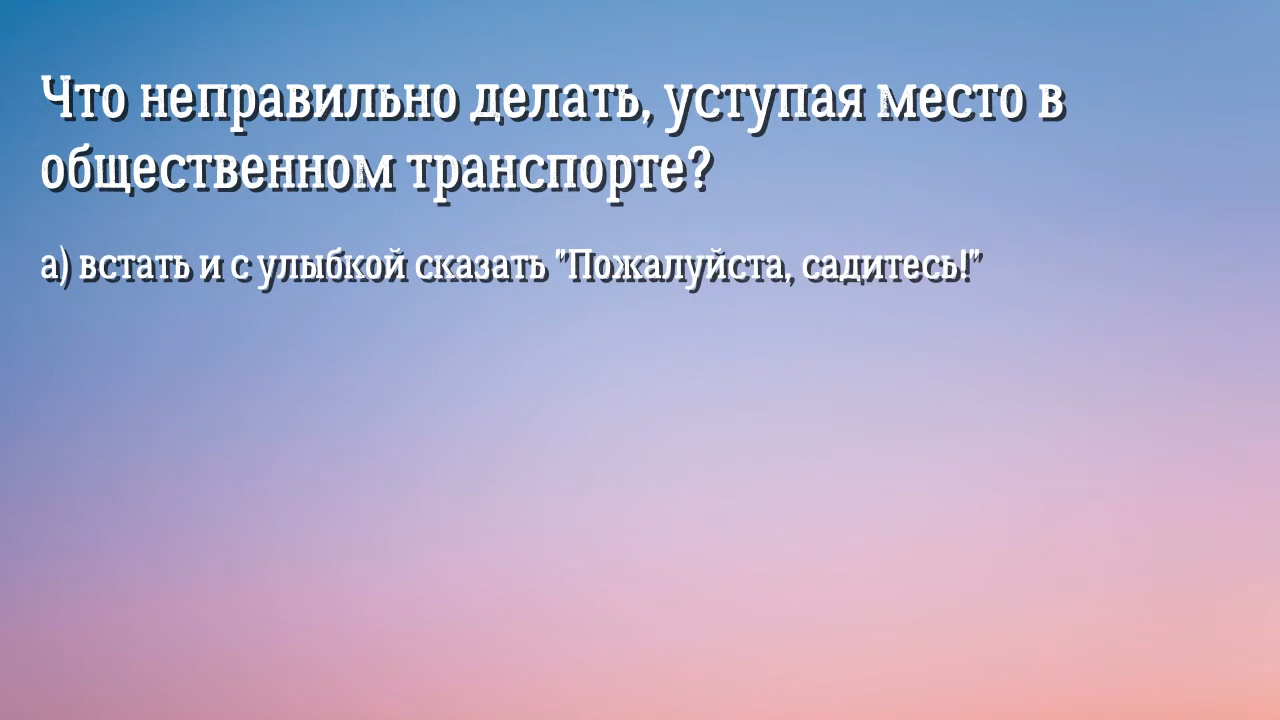 Что неправильно делать, уступая место в
общественном транспорте?
а) встать и с улыбкой сказать "Пожалуйста, садитесь!"